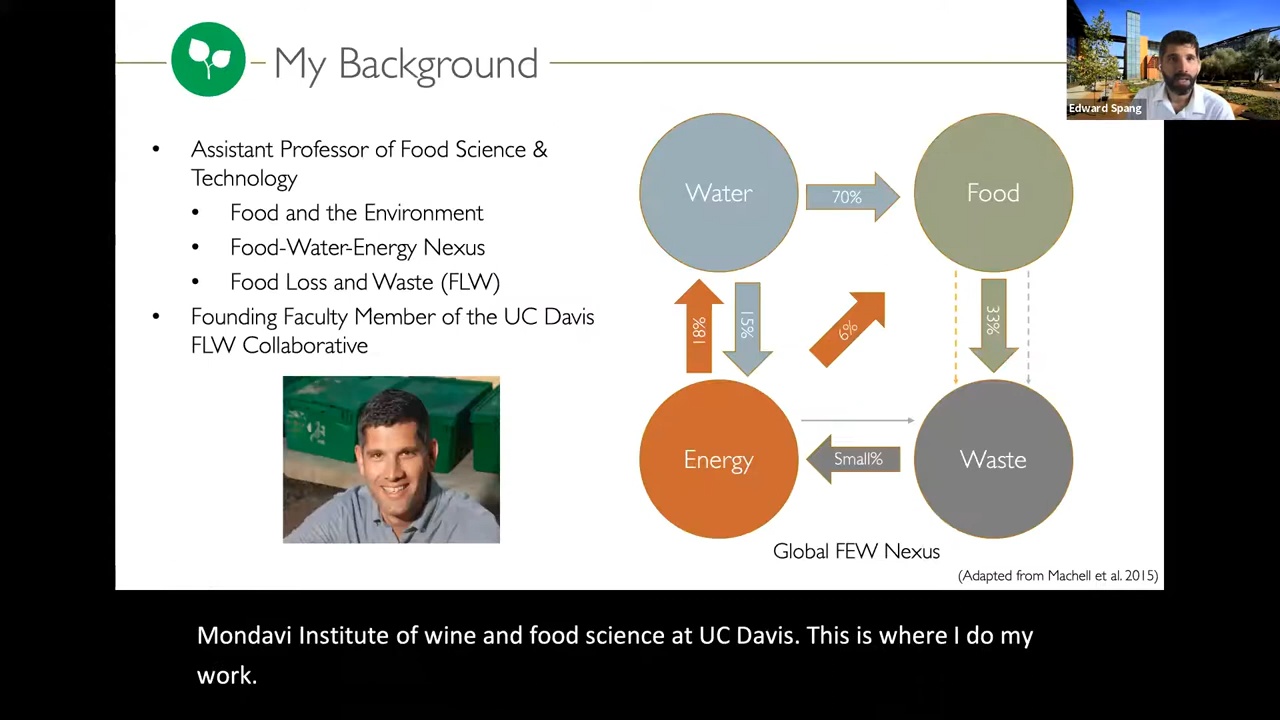 My Background
Edward Spang
• Assistant Professor of Food Science &
Technology
• Food and the Environment
• Food-Water-Energy Nexus
• Food Loss and Waste (FLW)
• Founding Faculty Member of the UC Davis
FLW Collaborative
Water
70%
Food
18%
15%
6%
33%
Energy
Small%
Waste
Global FEW Nexus
(Adapted from Machell et al. 2015)
Mondavi Institute of wine and food science at UC Davis. This is where I do my
work.